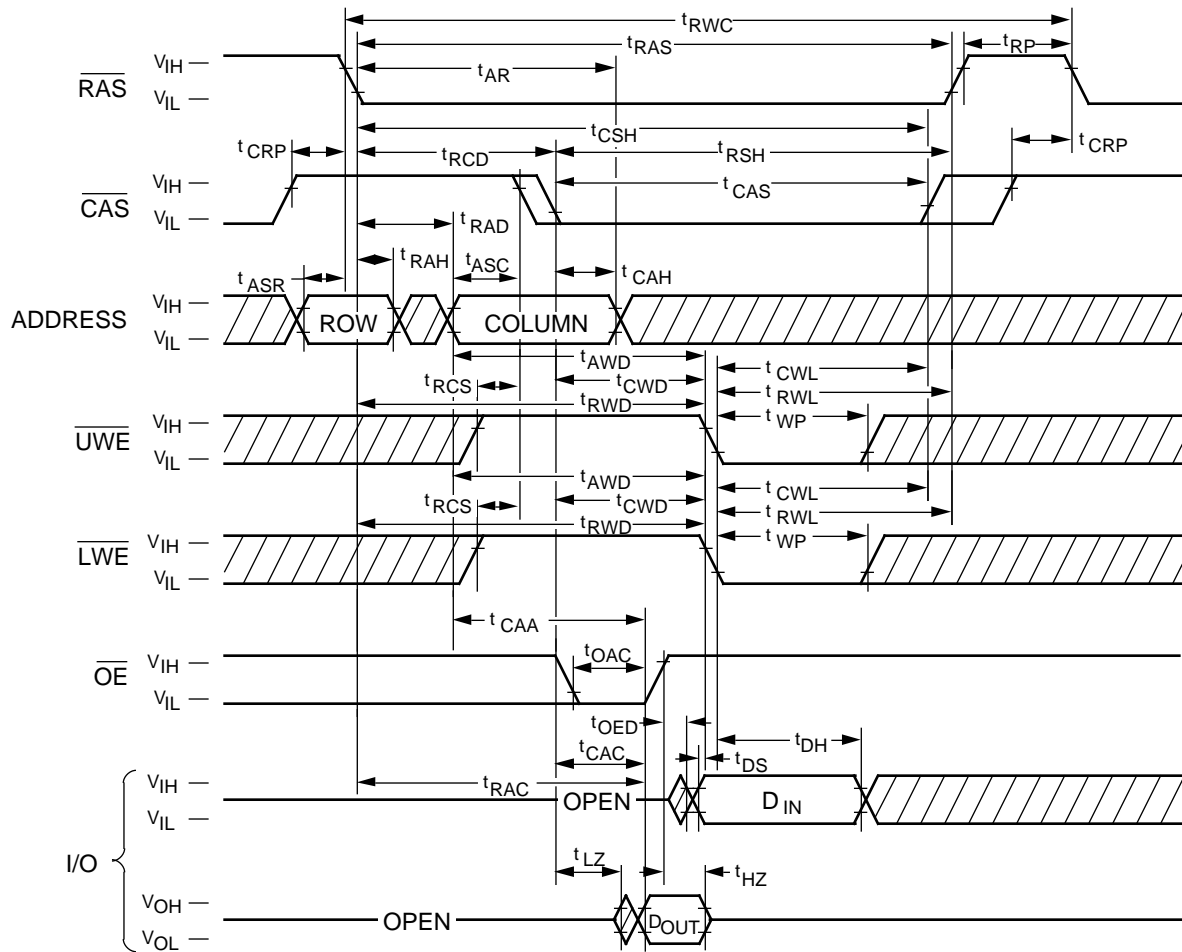 tRWC
tRAS
tRP
tAR
RAS
VIH
VIL
tCSH
tCRP
tRCD
tRSH
tCRP
CAS
VIH
VIL
tCAS
tRAD
tRAH
tASC
tCAH
tASR
ADDRESS
VIH
VIL
ROW
COLUMN
tAWD
tCWL
tRCS
tCWD
tRWL
tRWD
tWP
UWE
VIH
VIL
tAWD
tCWL
tRCS
tCWD
tRWL
tRWD
tWP
LWE
VIH
VIL
tCAA
OE
VIH
VIL
tOAC
tOED
tDH
tCAC
tDS
tRAC
I/O
VIH
VIL
OPEN
DIN
tLZ
tHZ
VOH
VOL
OPEN
DOUT